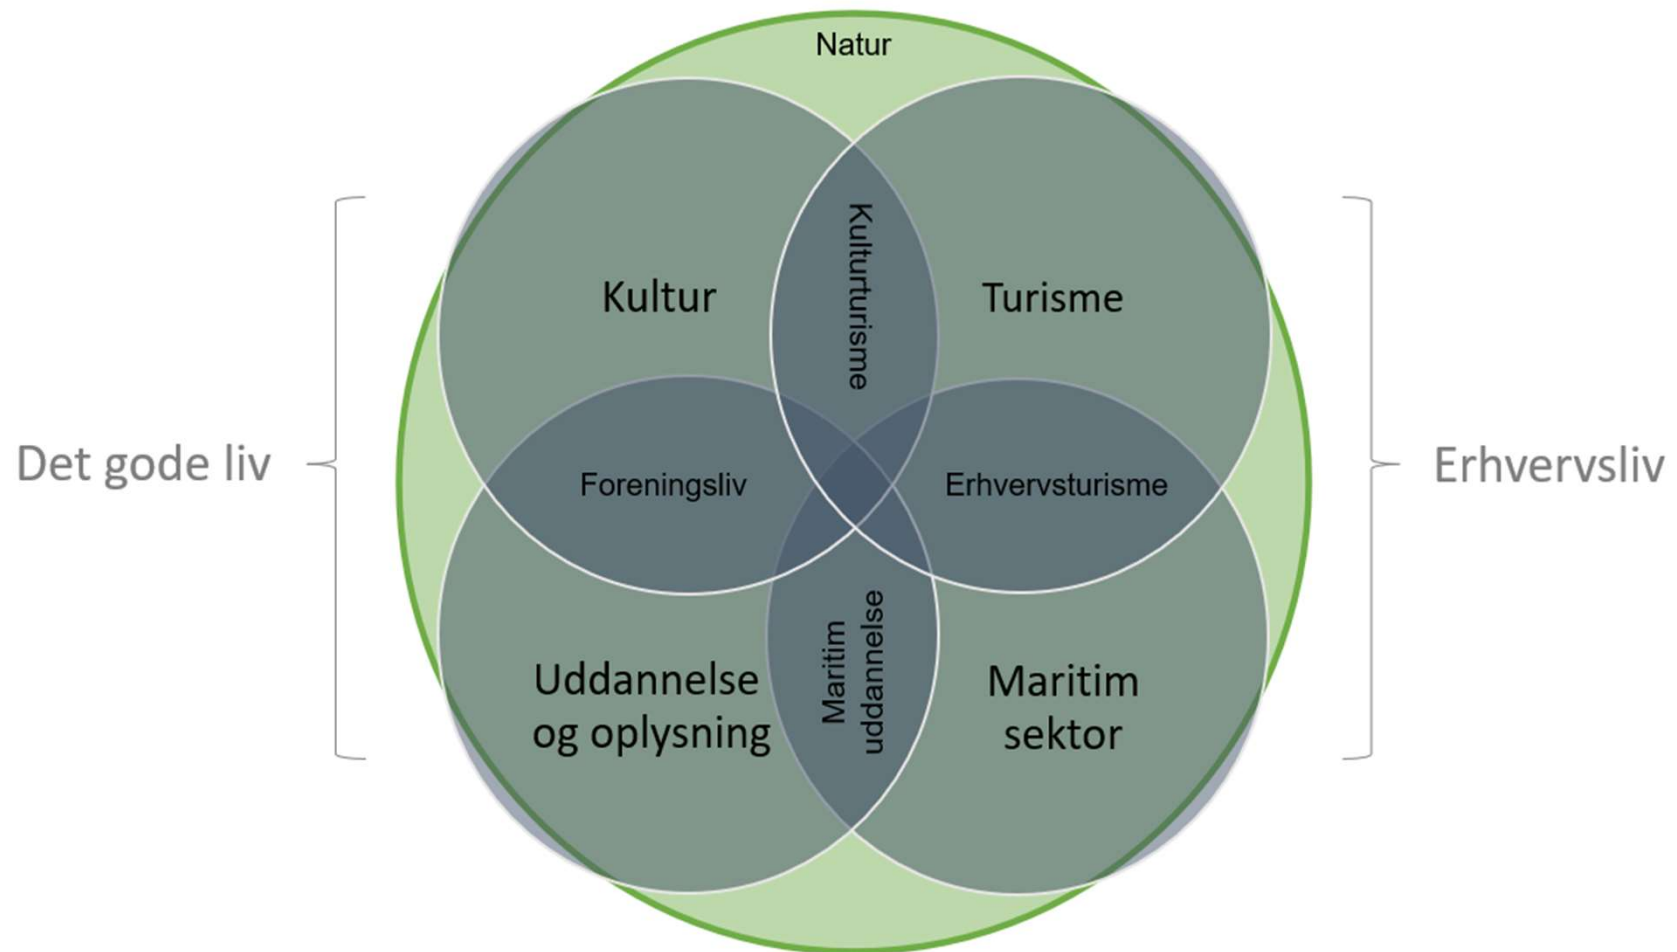 Natur
Kultur
Kulturturisme
Turisme
Det gode liv
Foreningsliv
Erhvervsturisme
Erhvervsliv
Uddannelse
og oplysning
Maritim
uddannelse
Maritim
sektor